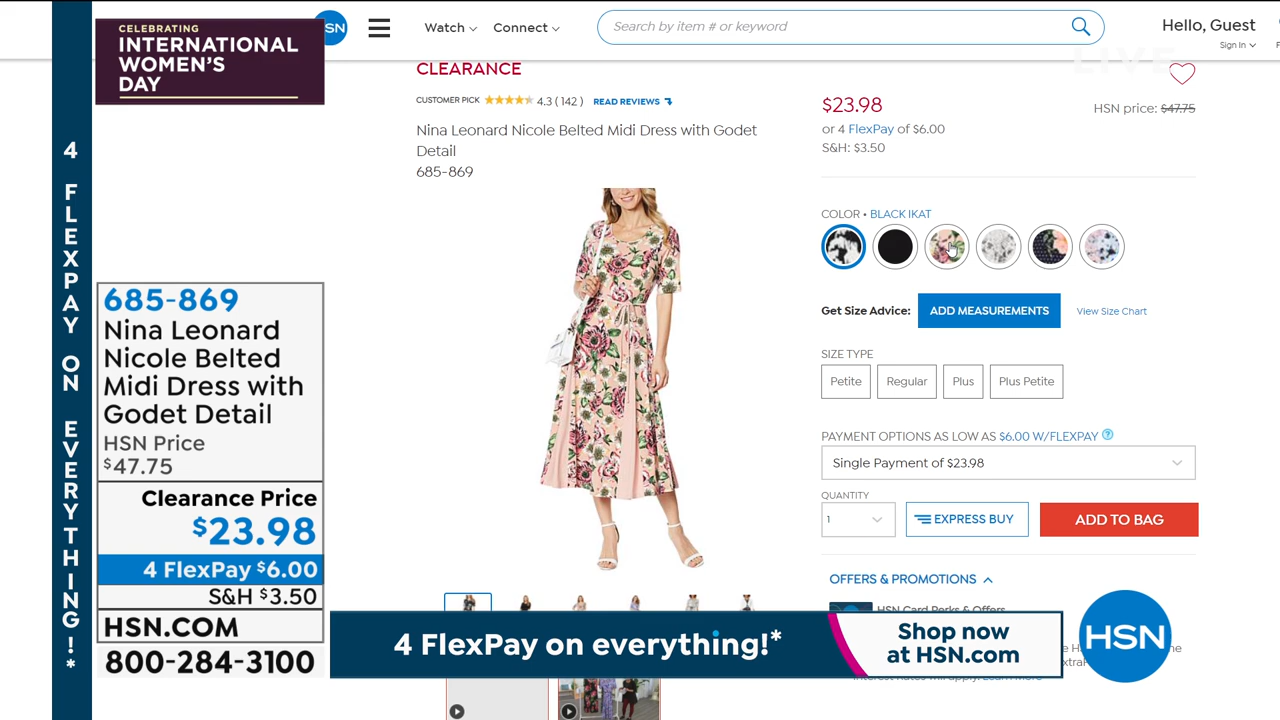 CELEBRATING
INTERNATIONAL
WOMEN'S
DAY
4 FLEXPAY ON EVERYTHING!*
685-869
Nina Leonard
Nicole Belted
Midi Dress with
Godet Detail
HSN Price
$47.75
Clearance Price
$23.98
4 FlexPay $6.00
S&H $3.50
HSN.COM
800-284-3100
SN
Watch
Connect
Search by item # or keyword
Hello, Guest
Sign In
LIVE
CLEARANCE
CUSTOMER PICK 4.3 ( 142 ) READ REVIEWS
Nina Leonard Nicole Belted Midi Dress with Godet
Detail
685-869
$23.98
HSN price: $47.75
or 4 FlexPay of $6.00
S&H: $3.50
COLOR • BLACK IKAT
Get Size Advice: ADD MEASUREMENTS View Size Chart
SIZE TYPE
Petite Regular Plus Plus Petite
PAYMENT OPTIONS AS LOW AS $6.00 W/FLEXPAY ?
Single Payment of $23.98
QUANTITY
1
EXPRESS BUY
ADD TO BAG
OFFERS & PROMOTIONS
HSN Card Perks & Offers
4 FlexPay on everything!*
Shop now
at HSN.com
HSN